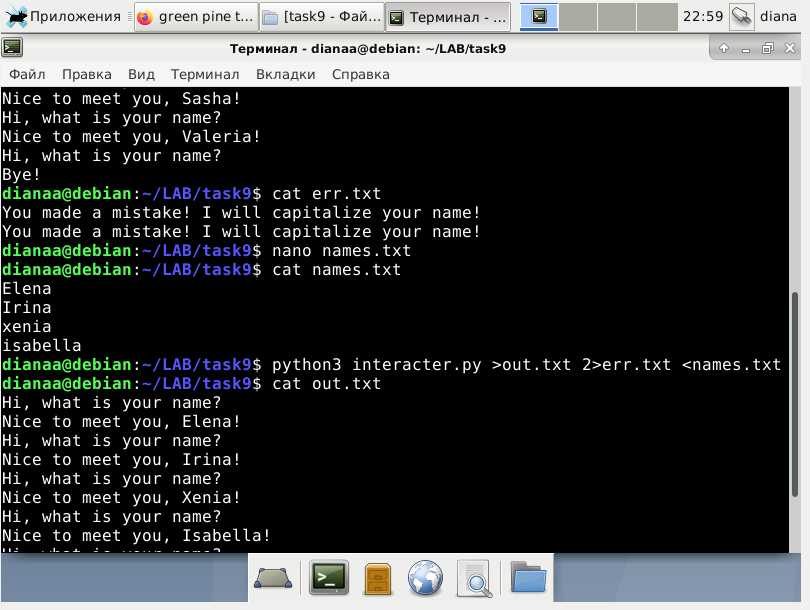 Приложения
green pine t...
[task9 - Фай...
Терминал - ...
22:59
diana
Терминал - dianaa@debian: ~/LAB/task9
Файл Правка Вид Терминал Вкладки Справка
Nice to meet you, Sasha!
Hi, what is your name?
Nice to meet you, Valeria!
Hi, what is your name?
Bye!
dianaa@debian:~/LAB/task9$ cat err.txt
You made a mistake! I will capitalize your name!
You made a mistake! I will capitalize your name!
dianaa@debian:~/LAB/task9$ nano names.txt
dianaa@debian:~/LAB/task9$ cat names.txt
Elena
Irina
xenia
isabella
dianaa@debian:~/LAB/task9$ python3 interacter.py >out.txt 2>err.txt <names.txt
dianaa@debian:~/LAB/task9$ cat out.txt
Hi, what is your name?
Nice to meet you, Elena!
Hi, what is your name?
Nice to meet you, Irina!
Hi, what is your name?
Nice to meet you, Xenia!
Hi, what is your name?
Nice to meet you, Isabella!
Hi, what is your name?